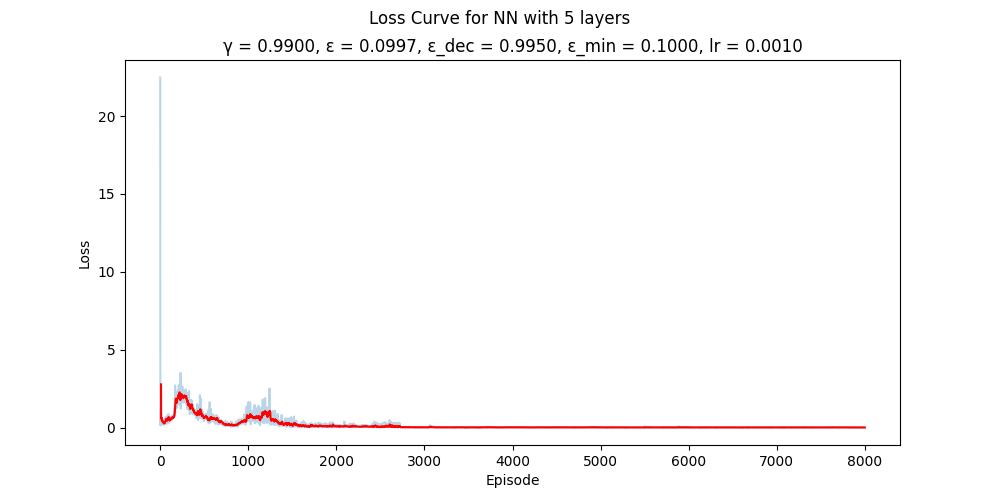 Loss Curve for NN with 5 layers
γ = 0.9900, ε = 0.0997, ε_dec = 0.9950, ε_min = 0.1000, lr = 0.0010
20
15
10
5
0
Loss
0 1000 2000 3000 4000 5000 6000 7000 8000
Episode